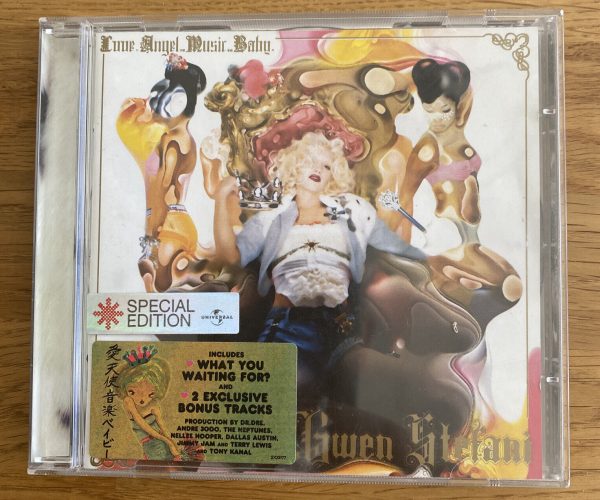 Love. Angel. Music. Baby.
SPECIAL
EDITION
UNIVERSAL
愛天使音楽ベイビー
INCLUDES
WHAT YOU
WAITING FOR?
AND
2 EXCLUSIVE
BONUS TRACKS
PRODUCTION BY DR.DRE,
ANDRE 3000, THE NEPTUNES,
NELLEE HOOPER, DALLAS AUSTIN,
JIMMY JAM AND TERRY LEWIS
AND TONY KANAL
Gwen Stefani